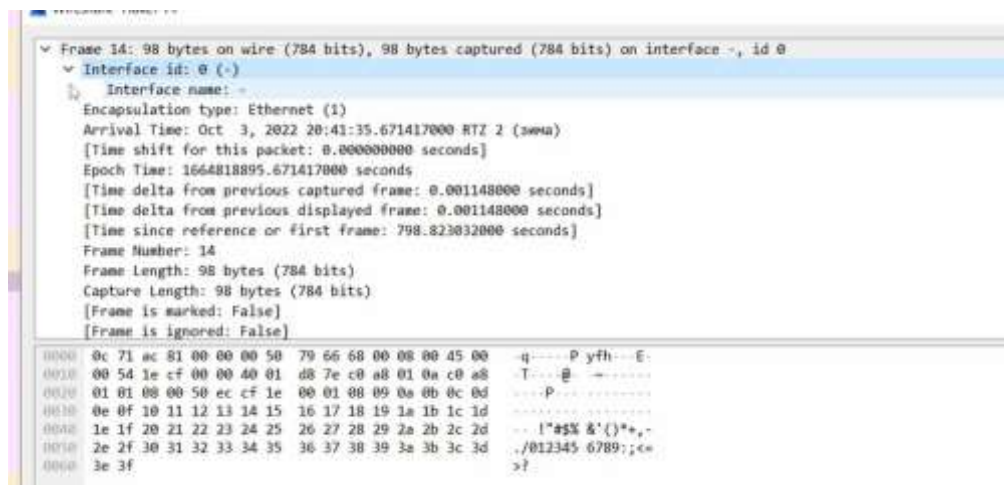 Frame 14: 98 bytes on wire (784 bits), 98 bytes captured (784 bits) on interface -, id 0
Interface id: 0 (-)
Interface name: -
Encapsulation type: Ethernet (1)
Arrival Time: Oct 3, 2022 20:41:35.671417000 RTZ 2 (зима)
[Time shift for this packet: 0.000000000 seconds]
Epoch Time: 1664818895.671417000 seconds
[Time delta from previous captured frame: 0.001148000 seconds]
[Time delta from previous displayed frame: 0.001148000 seconds]
[Time since reference or first frame: 798.823032000 seconds]
Frame Number: 14
Frame Length: 98 bytes (784 bits)
Capture Length: 98 bytes (784 bits)
[Frame is marked: False]
[Frame is ignored: False]
0000 0c 71 ac 81 00 00 00 50 79 66 68 00 08 00 45 00 ·q·····P yfh···E·
0010 00 54 1e cf 00 00 40 01 d8 7e c0 a8 01 0a c0 a8 ·T····@· ·~······
0020 01 01 08 00 50 ec cf 1e 00 01 08 09 0a 0b 0c 0d ····P··· ········
0030 0e 0f 10 11 12 13 14 15 16 17 18 19 1a 1b 1c 1d ········ ········
0040 1e 1f 20 21 22 23 24 25 26 27 28 29 2a 2b 2c 2d ·· !"#$% &'()*+,-
0050 2e 2f 30 31 32 33 34 35 36 37 38 39 3a 3b 3c 3d ./012345 6789:;<=
0060 3e 3f >?